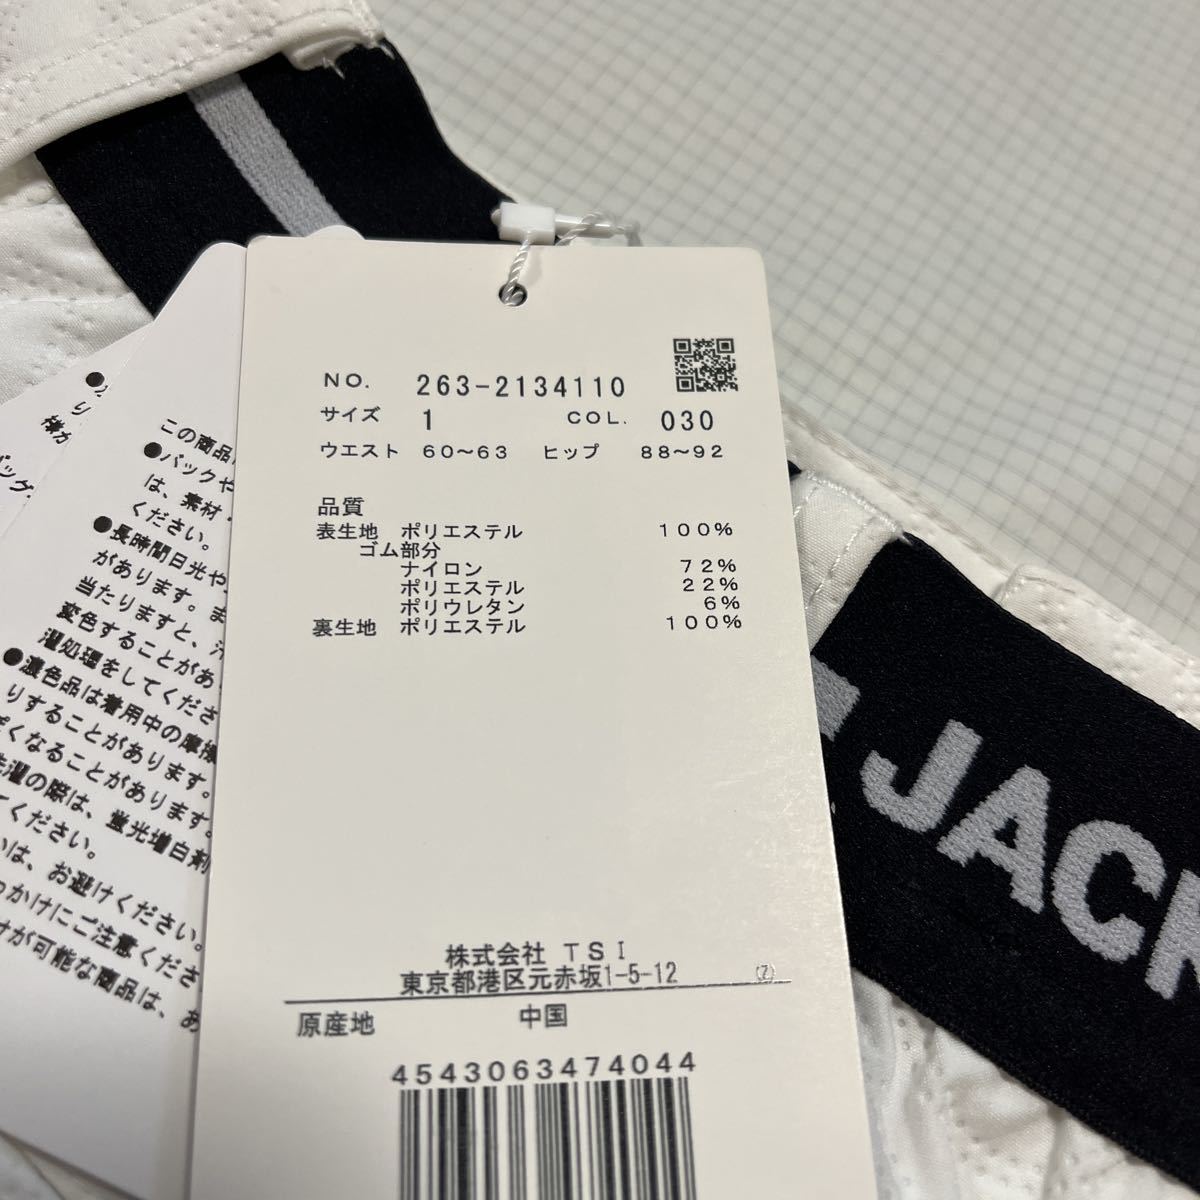 NO. 263-2134110
サイズ 1 COL. 030
ウエスト 60~63 ヒップ 88~92
品質
表生地 ポリエステル 100%
ゴム部分
ナイロン 72%
ポリエステル 22%
ポリウレタン 6%
裏生地 ポリエステル 100%
株式会社 TSI
東京都港区元赤坂1-5-12 (Z)
原産地 中国
4543063474044
この商品
●バックや
は、素材・
ください。
●長時間日光や
があります。ま
当たりますと、
変色することがあ
濯処理をしてくださ
●濃色品は着用中の摩擦
りすることがあります。
くなることがあります。
洗濯の際は、蛍光増白剤
てください。
は、お避けください。
っかけにご注意くださ
けが可能な商品は、あ
JACK